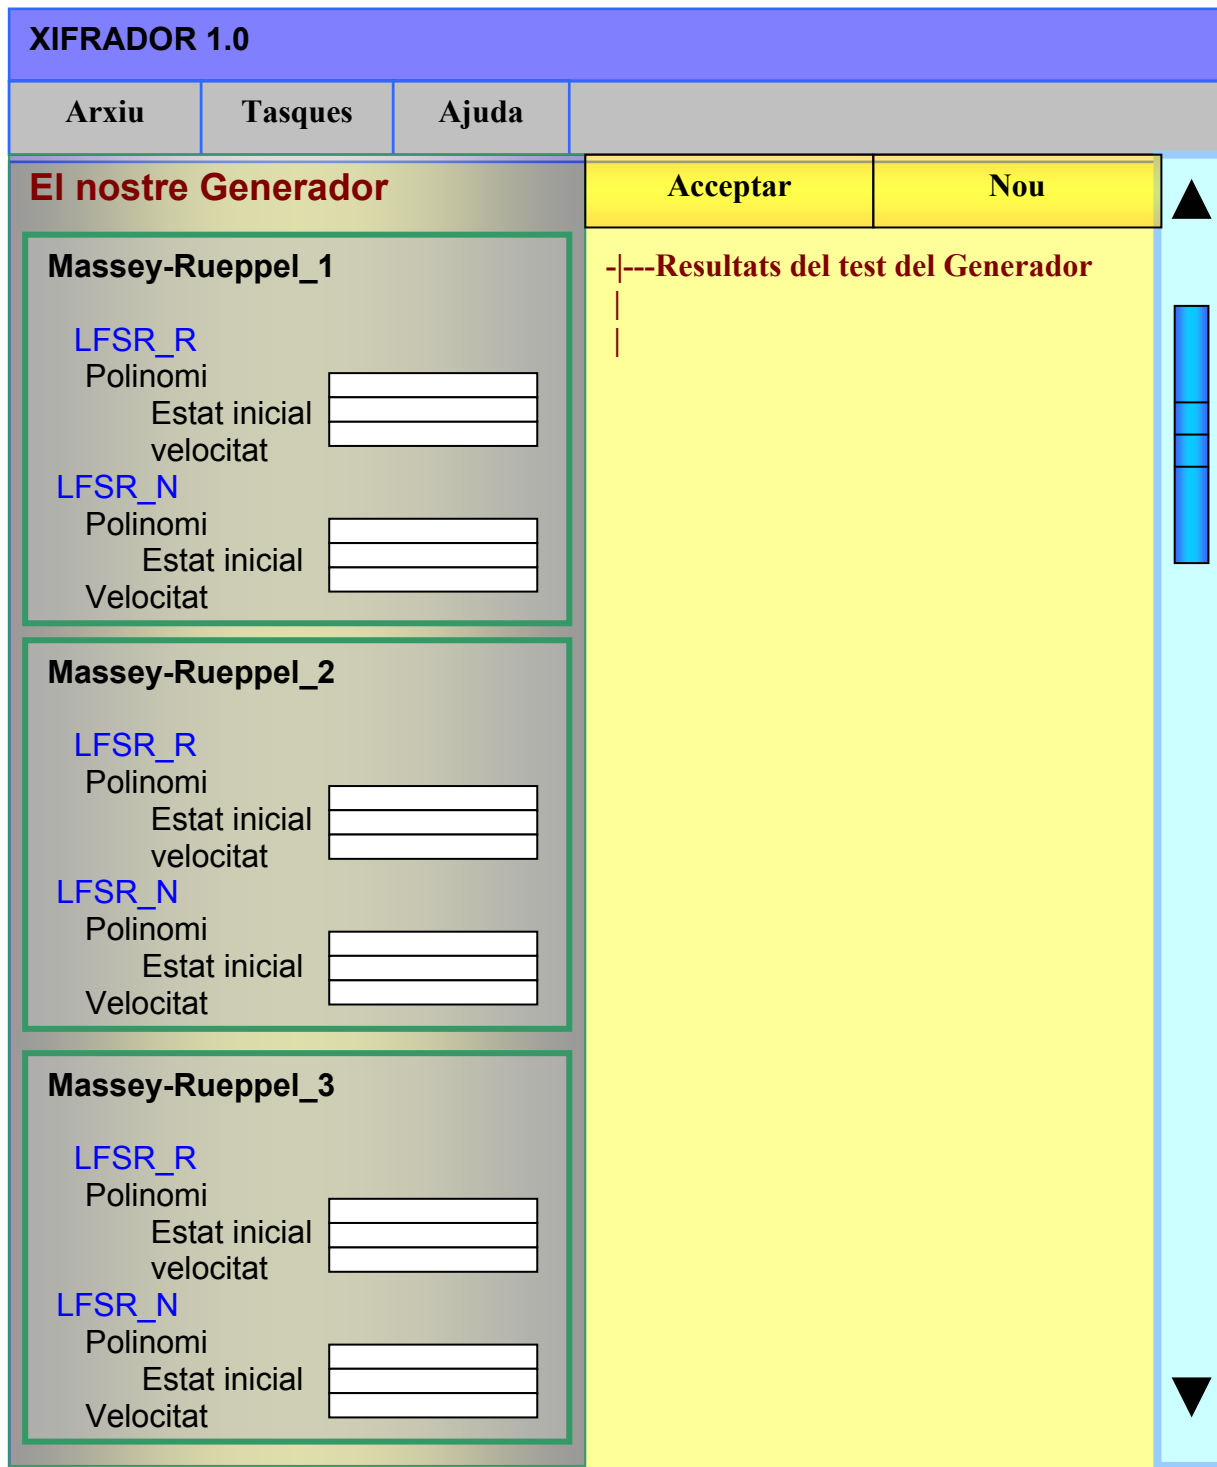 XIFRADOR 1.0
Arxiu Tasques Ajuda
El nostre Generador
Acceptar Nou
Massey-Rueppel_1
LFSR_R
Polinomi
Estat inicial
velocitat
LFSR_N
Polinomi
Estat inicial
Velocitat
Massey-Rueppel_2
LFSR_R
Polinomi
Estat inicial
velocitat
LFSR_N
Polinomi
Estat inicial
Velocitat
Massey-Rueppel_3
LFSR_R
Polinomi
Estat inicial
velocitat
LFSR_N
Polinomi
Estat inicial
Velocitat
-|---Resultats del test del Generador
|
|